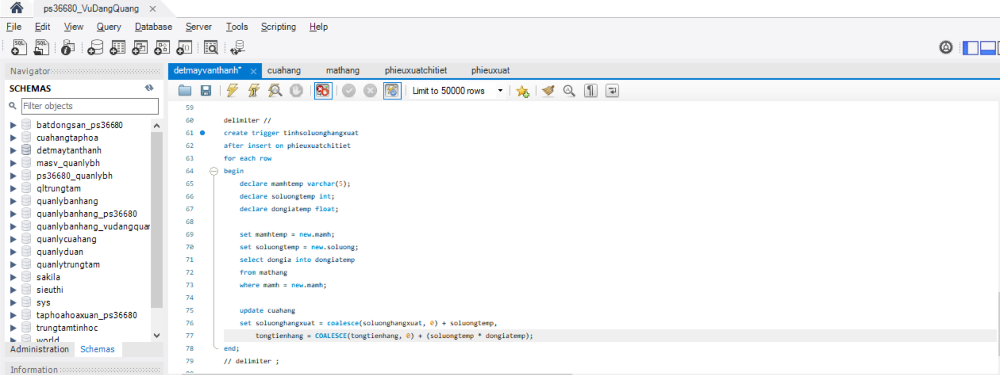 ps36680_VuDangQuang
File Edit View Query Database Server Tools Scripting Help
Navigator
SCHEMAS
Filter objects
batdongsan_ps36680
cuahangtaphoa
detmaytanthanh
masv_quanlybh
ps36680_quanlybh
qltrungtam
quanlybanhang
quanlybanhang_ps36680
quanlybanhang_vudangquar
quanlycuahang
quanlyduan
quanlytrungtam
sakila
sieuthi
sys
taphoahoaxuan_ps36680
trungtamtinhoc
world
Administration Schemas
Information
detmayvanthanh* cuahang mathang phieuxuatchitiet phieuxuat
Limit to 50000 rows
59
60 delimiter //
61 create trigger tinhsoluonghangxuat
62 after insert on phieuxuatchitiet
63 for each row
64 begin
65 declare mamhtemp varchar(5);
66 declare soluongtemp int;
67 declare dongiatemp float;
68
69 set mamhtemp = new.mamh;
70 set soluongtemp = new.soluong;
71 select dongia into dongiatemp
72 from mathang
73 where mamh = new.mamh;
74
75 update cuahang
76 set soluonghangxuat = coalesce(soluonghangxuat, 0) + soluongtemp,
77 tongtienhang = COALESCE(tongtienhang, 0) + (soluongtemp * dongiatemp);
78 end;
79 // delimiter ;